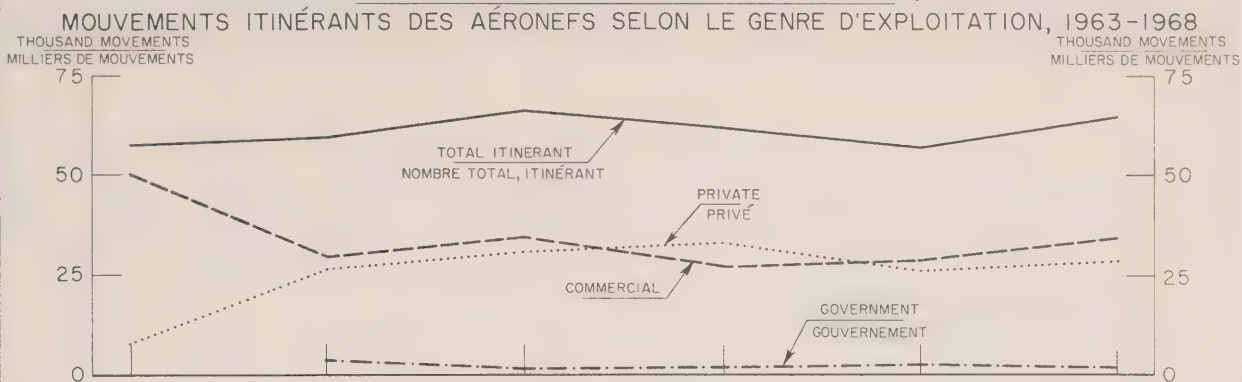 MOUVEMENTS ITINÉRANTS DES AÉRONEFS SELON LE GENRE D'EXPLOITATION, 1963-1968
THOUSAND MOVEMENTS
MILLIERS DE MOUVEMENTS
THOUSAND MOVEMENTS
MILLIERS DE MOUVEMENTS
75
75
TOTAL ITINERANT
NOMBRE TOTAL, ITINÉRANT
50
50
PRIVATE
PRIVÉ
25
25
COMMERCIAL
GOVERNMENT
GOUVERNEMENT
0
0